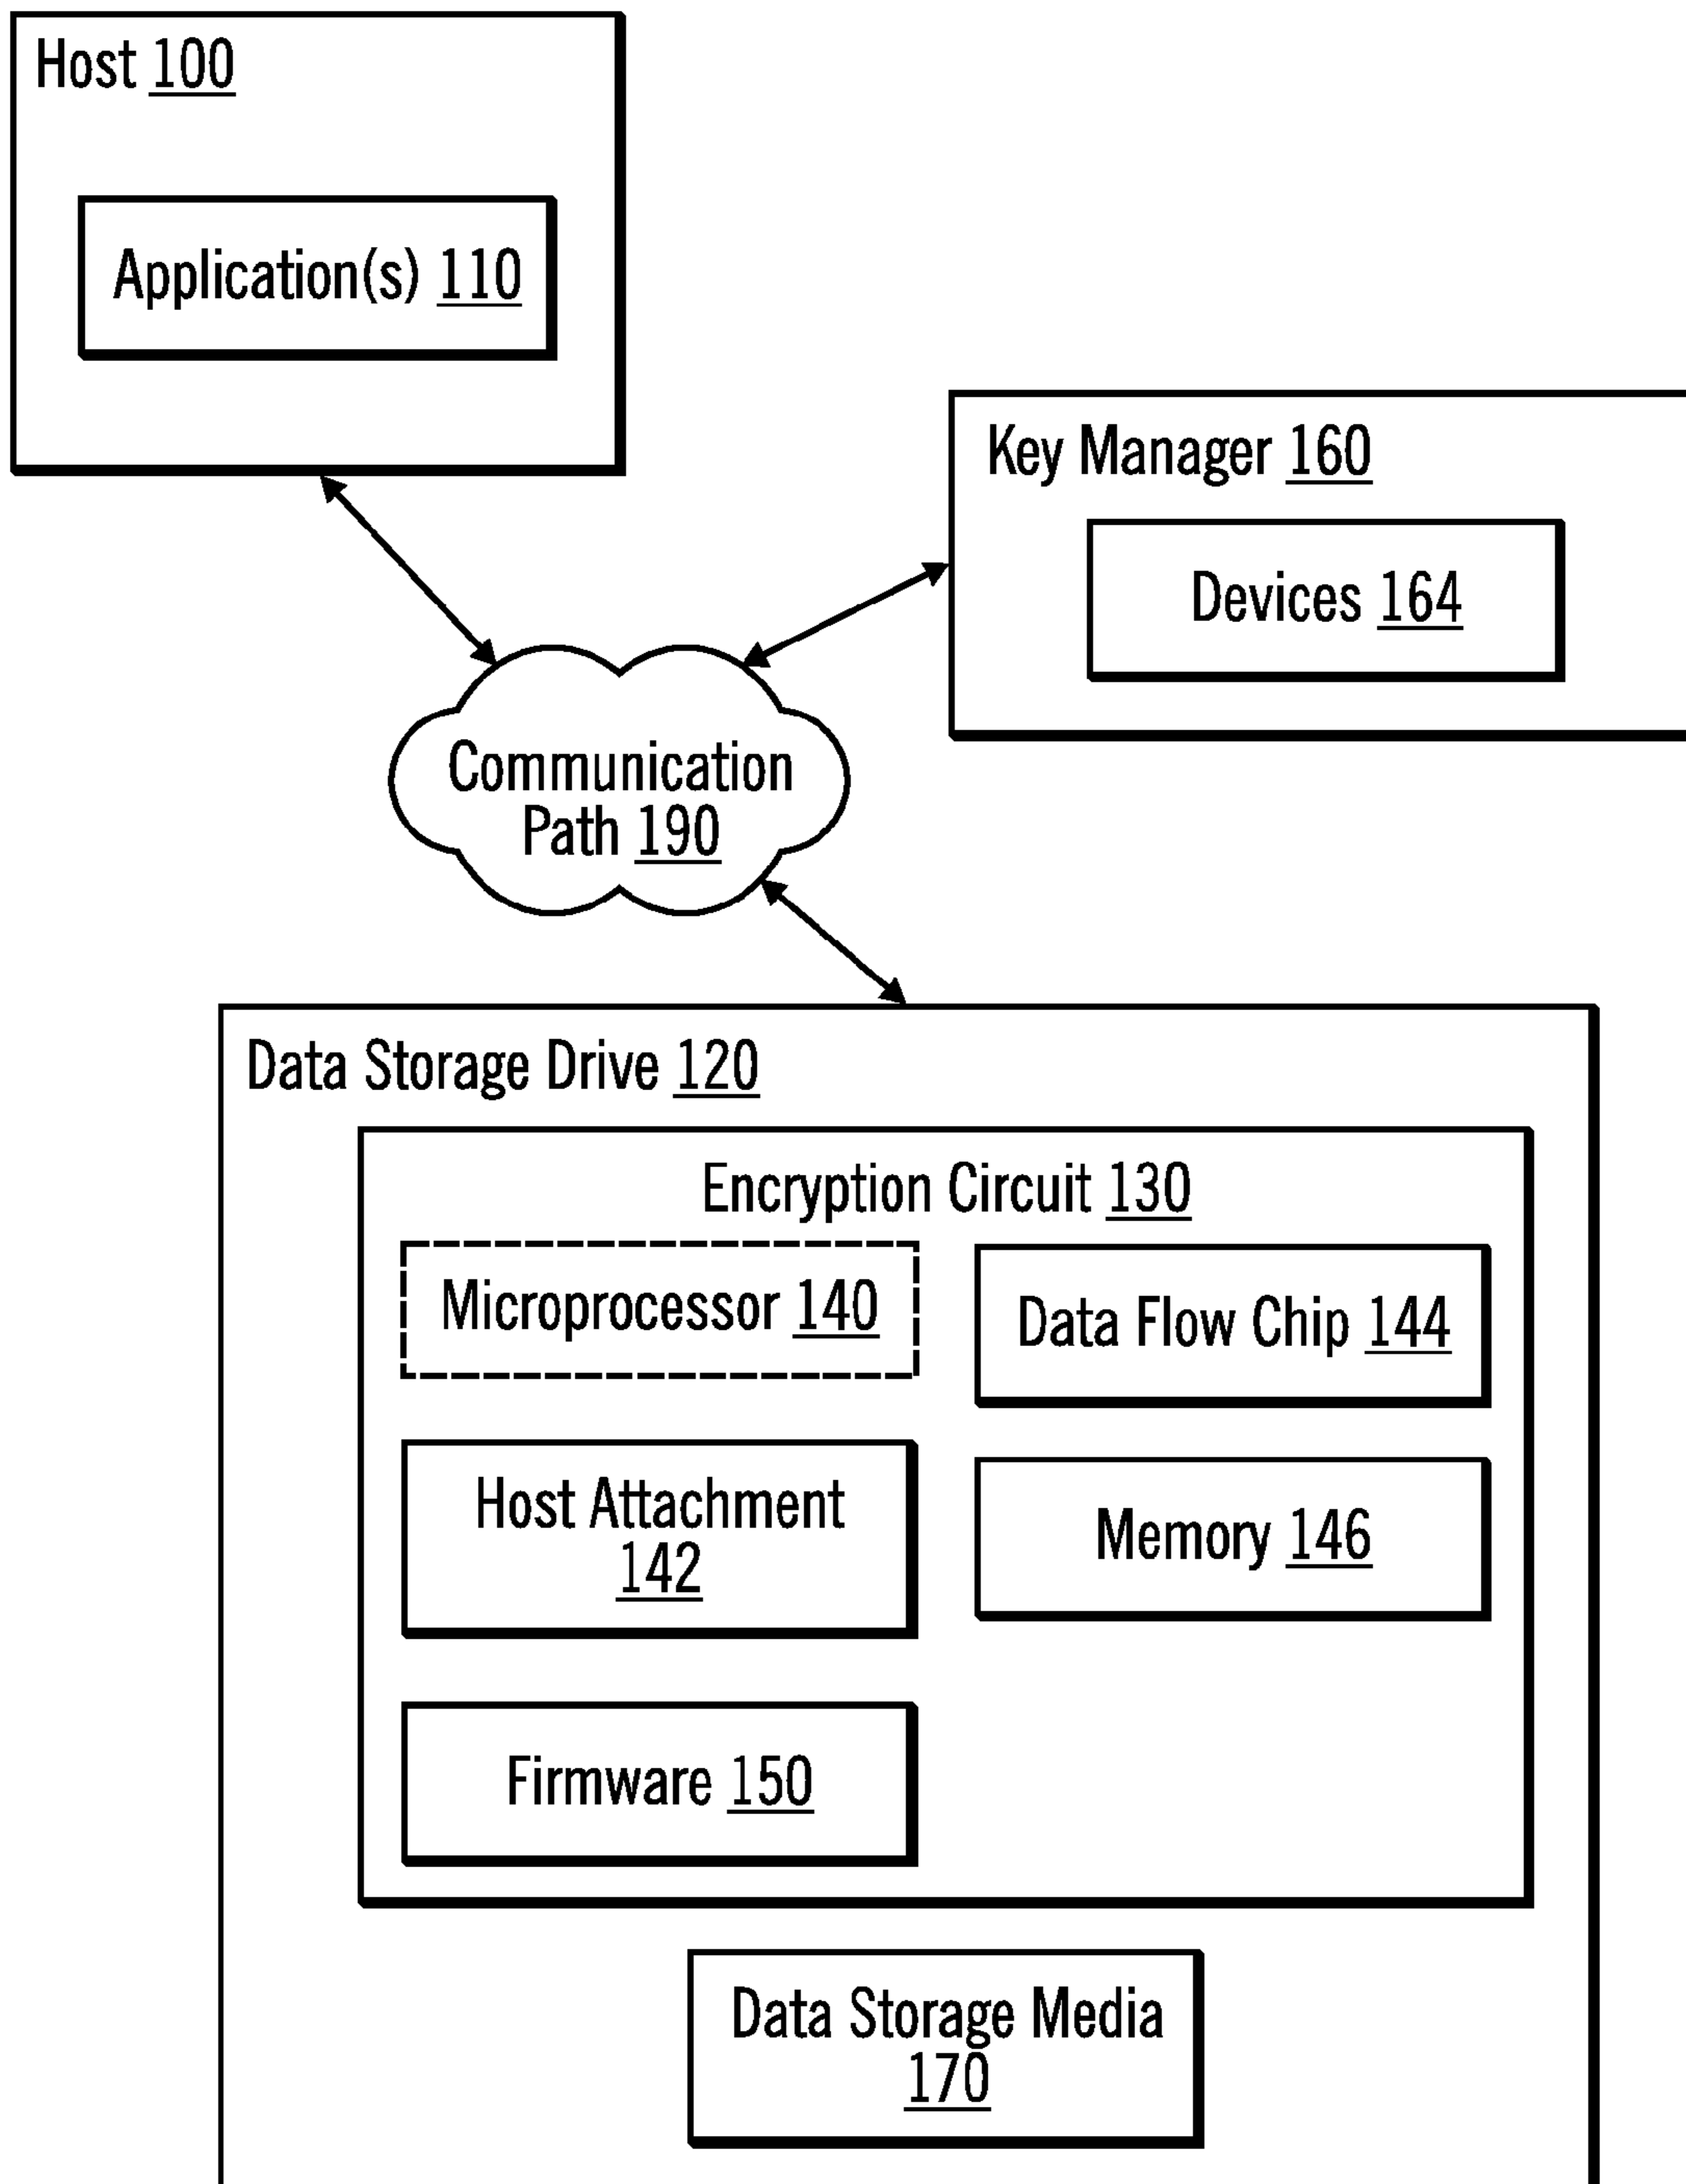 Host 100
Application(s) 110
Key Manager 160
Devices 164
Communication
Path 190
Data Storage Drive 120
Encryption Circuit 130
Microprocessor 140
Data Flow Chip 144
Host Attachment
142
Memory 146
Firmware 150
Data Storage Media
170